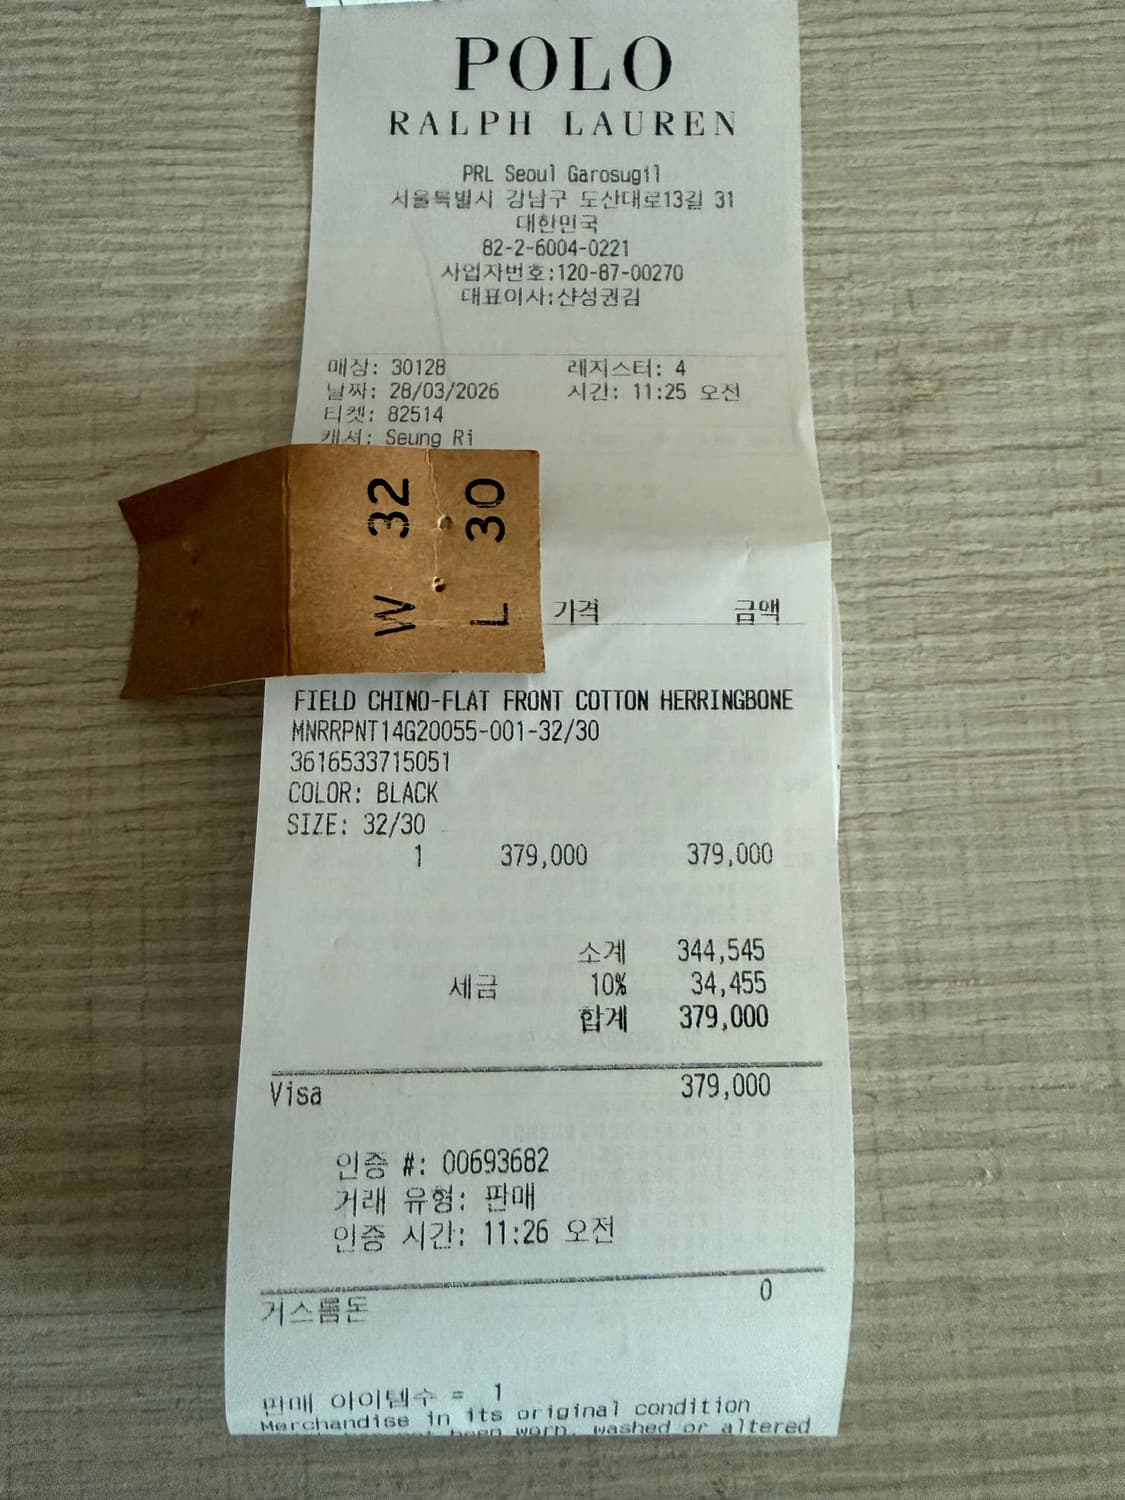 POLO
RALPH LAUREN
PRL Seoul Garosugil
서울특별시 강남구 도산대로13길 31
대한민국
82-2-6004-0221
사업자번호:120-87-00270
대표이사:샨성권김
매장: 30128 레지스터: 4
날짜: 28/03/2026 시간: 11:25 오전
티켓: 82514
캐셔: Seung Ri
W 32
L 30
가격 금액
FIELD CHINO-FLAT FRONT COTTON HERRINGBONE
MNRRPNT14G20055-001-32/30
3616533715051
COLOR: BLACK
SIZE: 32/30
1 379,000 379,000
소계 344,545
세금 10% 34,455
합계 379,000
Visa 379,000
인증 #: 00693682
거래 유형: 판매
인증 시간: 11:26 오전
거스름돈 0
판매 아이템수 = 1
Merchandise in its original condition
been worn, washed or altered